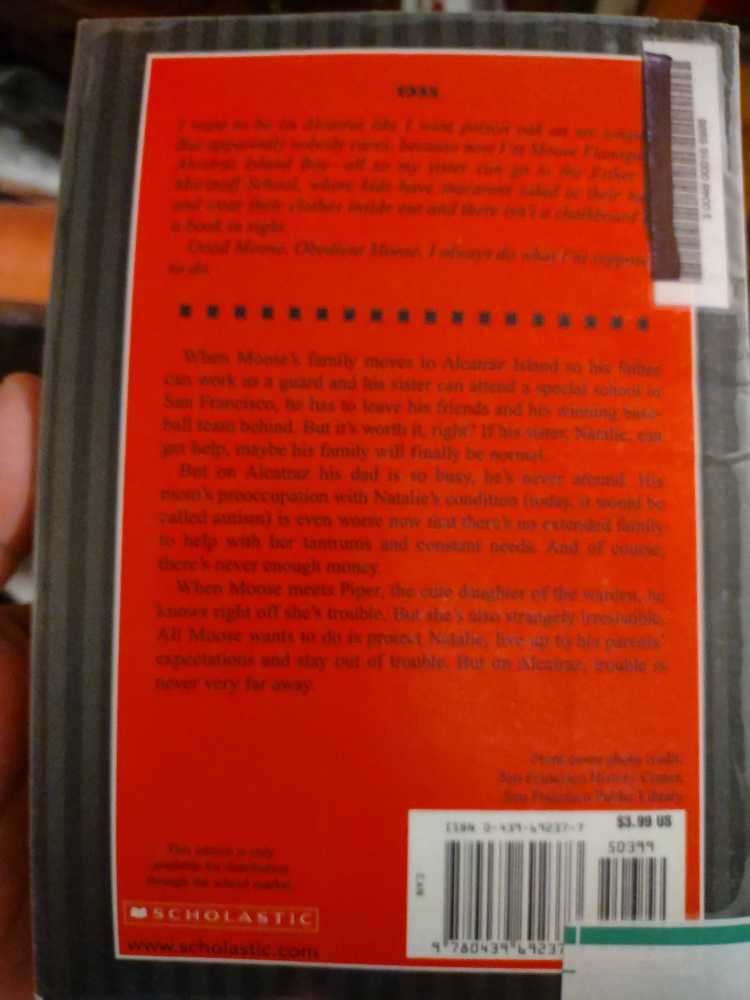 1935
I want to be on Alcatraz like I want poison oak on my
But apparently nobody cares, because now I'm Moose Flanagan,
Alcatraz Island Boy—all so my sister can go to the Esther
Marinoff School, where kids have macaroni salad in their
and wear their clothes inside out and there isn't a chalkboard
a book in sight.
Good Moose. Obedient Moose. I always do what I'm
to do.
When Moose's family moves to Alcatraz Island so his father
can work as a guard and his sister can attend a special school in
San Francisco, he has to leave his friends and his winning base-
ball team behind. But it's worth it, right? If his sister, Natalie, can
get help, maybe his family will finally be normal.
But on Alcatraz his dad is so busy, he's never around. His
mom's preoccupation with Natalie's condition (today, it would be
called autism) is even worse now that there's no extended family
to help with her tantrums and constant needs. And of course,
there's never enough money.
When Moose meets Piper, the cute daughter of the warden, he
knows right off she's trouble. But she's also strangely irresistible.
All Moose wants to do is protect Natalie, live up to his parents'
expectations and stay out of trouble. But on Alcatraz, trouble is
never very far away.
Front cover photo credit:
San Francisco History Center,
San Francisco Public Library
ISBN 0-439-69237-7
$3.99 US
50399
9 780439 69237
This edition is only
available for distribution
through the school market.
SCHOLASTIC
www.scholastic.com